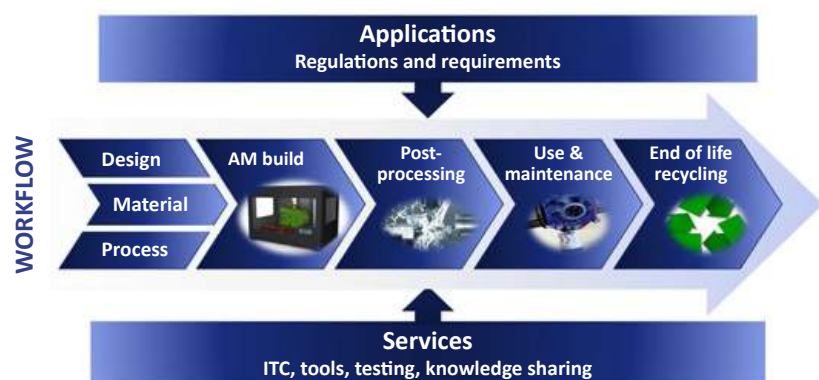 Applications
Regulations and requirements
WORKFLOW
Design
Material
Process
AM build
Post-
processing
Use &
maintenance
End of life
recycling
Services
ITC, tools, testing, knowledge sharing